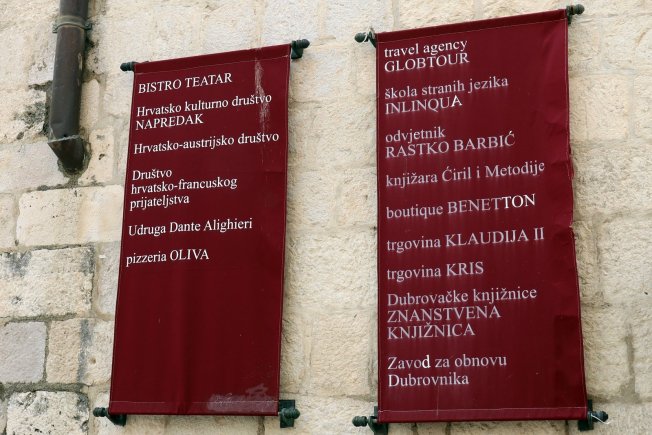 BISTRO TEATAR
Hrvatsko kulturno društvo
NAPREDAK
Hrvatsko-austrijsko društvo
Društvo
hrvatsko-francuskog
prijateljstva
Udruga Dante Alighieri
pizzeria OLIVA
travel agency
GLOBTOUR
škola stranih jezika
INLINQUA
odvjetnik
RAŠTKO BARBIĆ
knjižara Ćiril i Metodije
boutique BENETTON
trgovina KLAUDIJA II
trgovina KRIS
Dubrovačke knjižnice
ZNANSTVENA
KNJIŽNICA
Zavod za obnovu
Dubrovnika